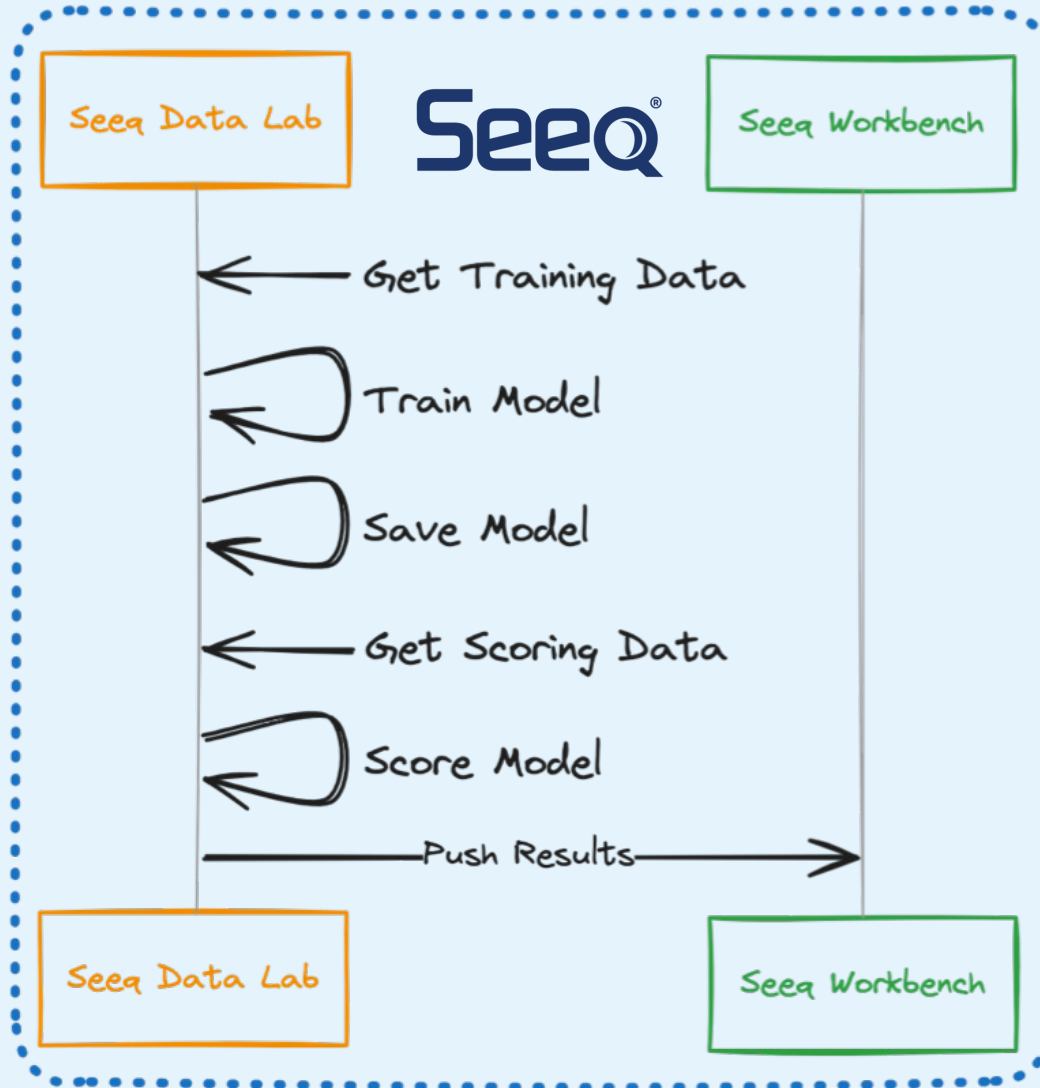 Seeq Data Lab
Seeq®
Seeq Workbench
Get Training Data
Train Model
Save Model
Get Scoring Data
Score Model
Push Results
Seeq Data Lab
Seeq Workbench